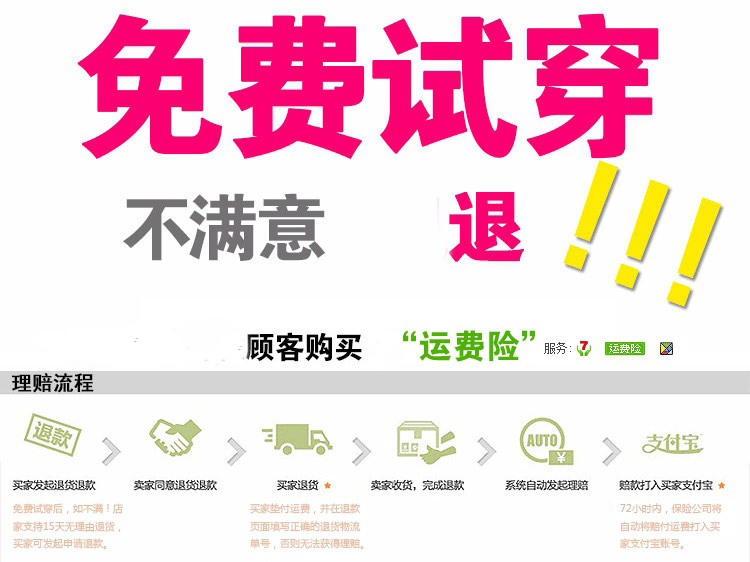 免费试穿
不满意 退!!!
顾客购买 “运费险” 服务: 7 运费险
理赔流程
退款
AUTO
¥
支付宝
买家发起退货退款
卖家同意退货退款
买家退货
卖家收货，完成退款
系统自动发起理赔
赔款打入买家支付宝
免费试穿后，如不满！店
家支持15天无理由退货，
买家可发起申请退款。
买家垫付运费，并在退款
页面填写正确的退货物流
单号，否则无法获得理赔。
72小时内，保险公司将
自动将赔付运费打入买
家支付宝账号。